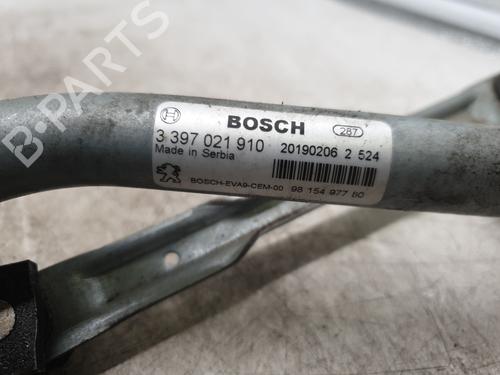 BOSCH
287
3 397 021 910
20190206 2 524
Made in Serbia
BOSCH-EVA9-CEM-00
98 154 977 80
B